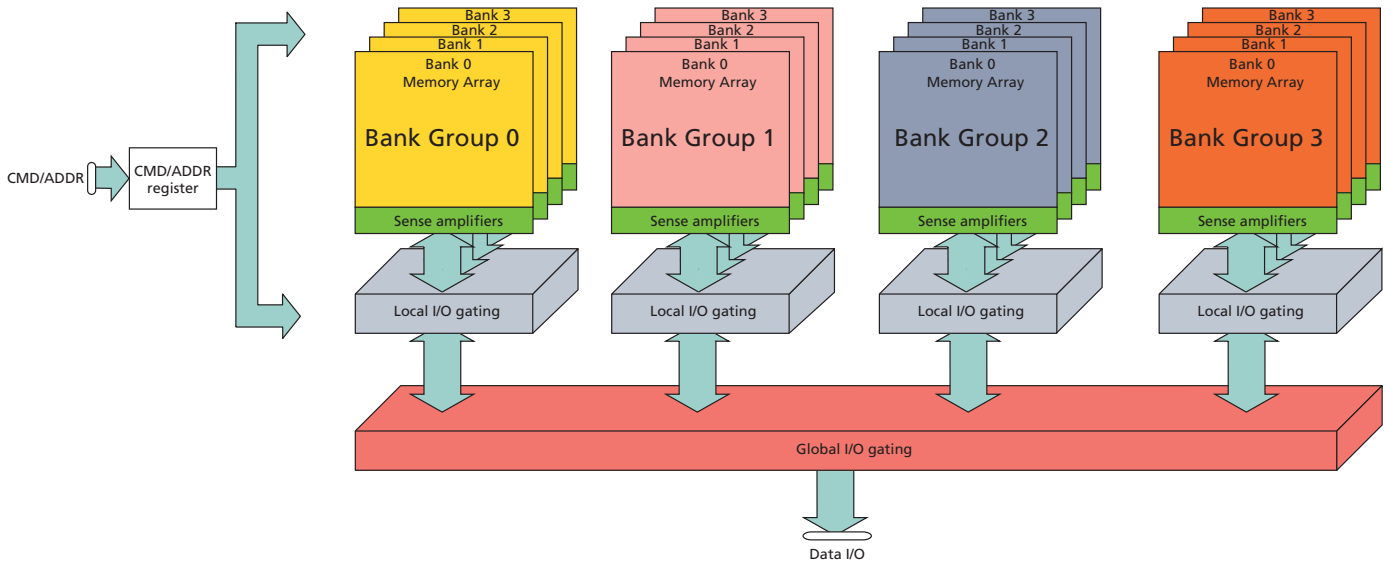 Bank 3
Bank 2
Bank 1
Bank 0
Memory Array
Bank Group 0
Sense amplifiers
Bank 3
Bank 2
Bank 1
Bank 0
Memory Array
Bank Group 1
Sense amplifiers
Bank 3
Bank 2
Bank 1
Bank 0
Memory Array
Bank Group 2
Sense amplifiers
Bank 3
Bank 2
Bank 1
Bank 0
Memory Array
Bank Group 3
Sense amplifiers
CMD/ADDR
CMD/ADDR
register
Local I/O gating
Local I/O gating
Local I/O gating
Local I/O gating
Global I/O gating
Data I/O